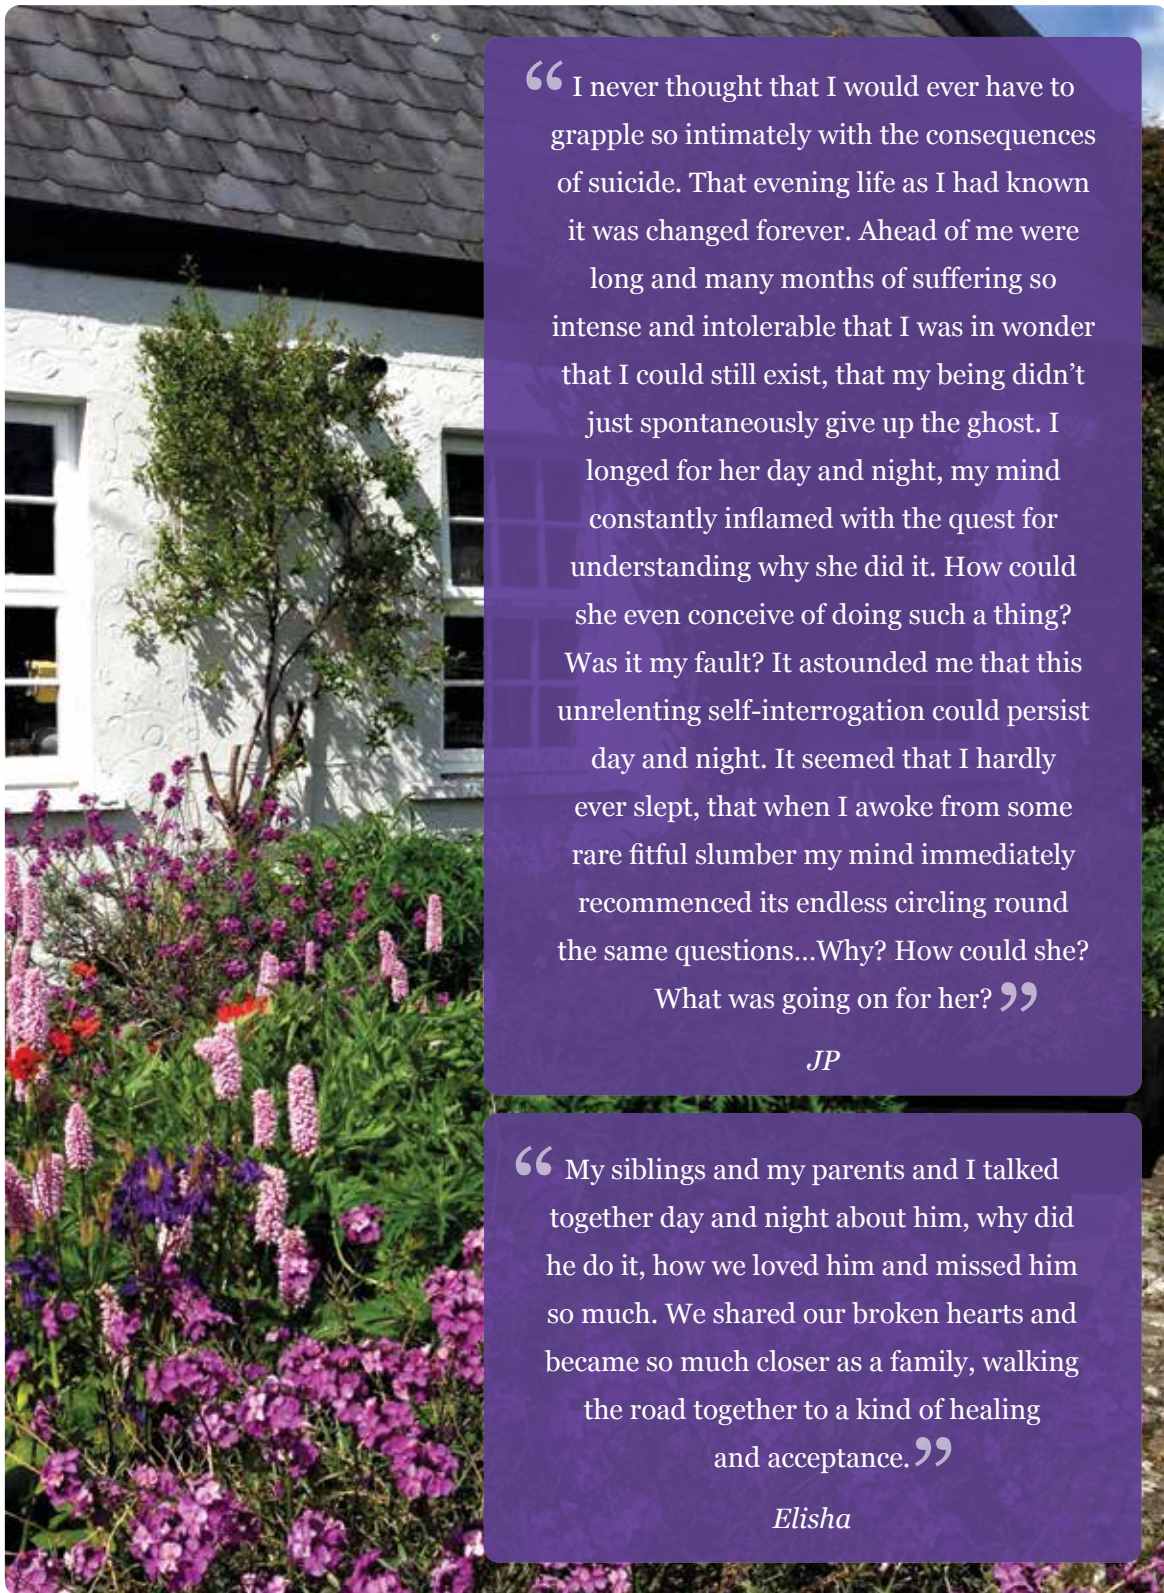 “ I never thought that I would ever have to
grapple so intimately with the consequences
of suicide. That evening life as I had known
it was changed forever. Ahead of me were
long and many months of suffering so
intense and intolerable that I was in wonder
that I could still exist, that my being didn’t
just spontaneously give up the ghost. I
longed for her day and night, my mind
constantly inflamed with the quest for
understanding why she did it. How could
she even conceive of doing such a thing?
Was it my fault? It astounded me that this
unrelenting self-interrogation could persist
day and night. It seemed that I hardly
ever slept, that when I awoke from some
rare fitful slumber my mind immediately
recommenced its endless circling round
the same questions...Why? How could she?
What was going on for her? ”
JP
“ My siblings and my parents and I talked
together day and night about him, why did
he do it, how we loved him and missed him
so much. We shared our broken hearts and
became so much closer as a family, walking
the road together to a kind of healing
and acceptance. ”
Elisha